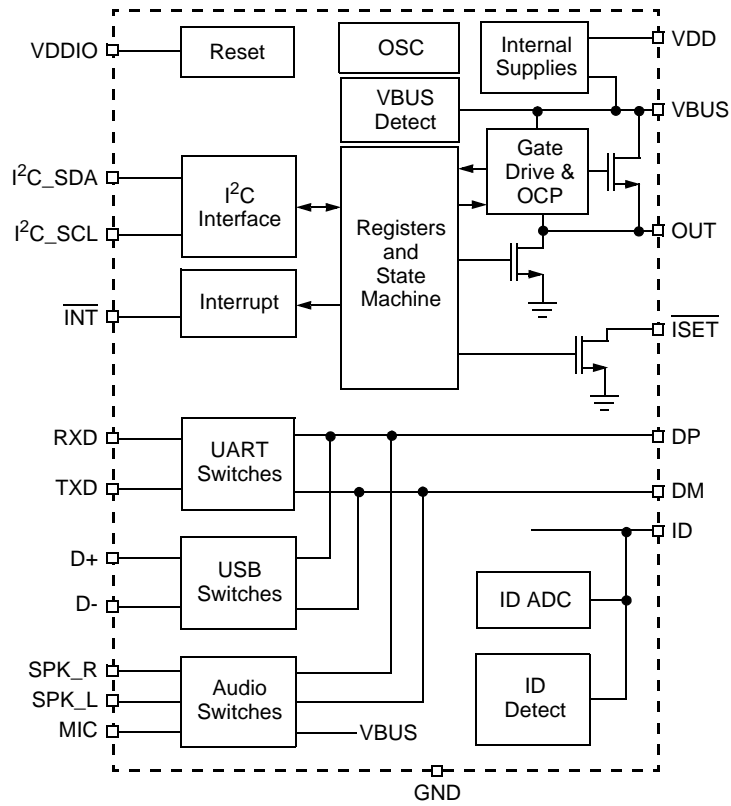 VDDIO
Reset
OSC
Internal
Supplies
VDD
VBUS
Detect
VBUS
I²C_SDA
I²C_SCL
I²C
Interface
Registers
and
State
Machine
Gate
Drive &
OCP
OUT
INT
Interrupt
ISET
RXD
TXD
UART
Switches
DP
DM
ID
D+
D-
USB
Switches
ID ADC
SPK_R
SPK_L
MIC
Audio
Switches
VBUS
ID
Detect
GND